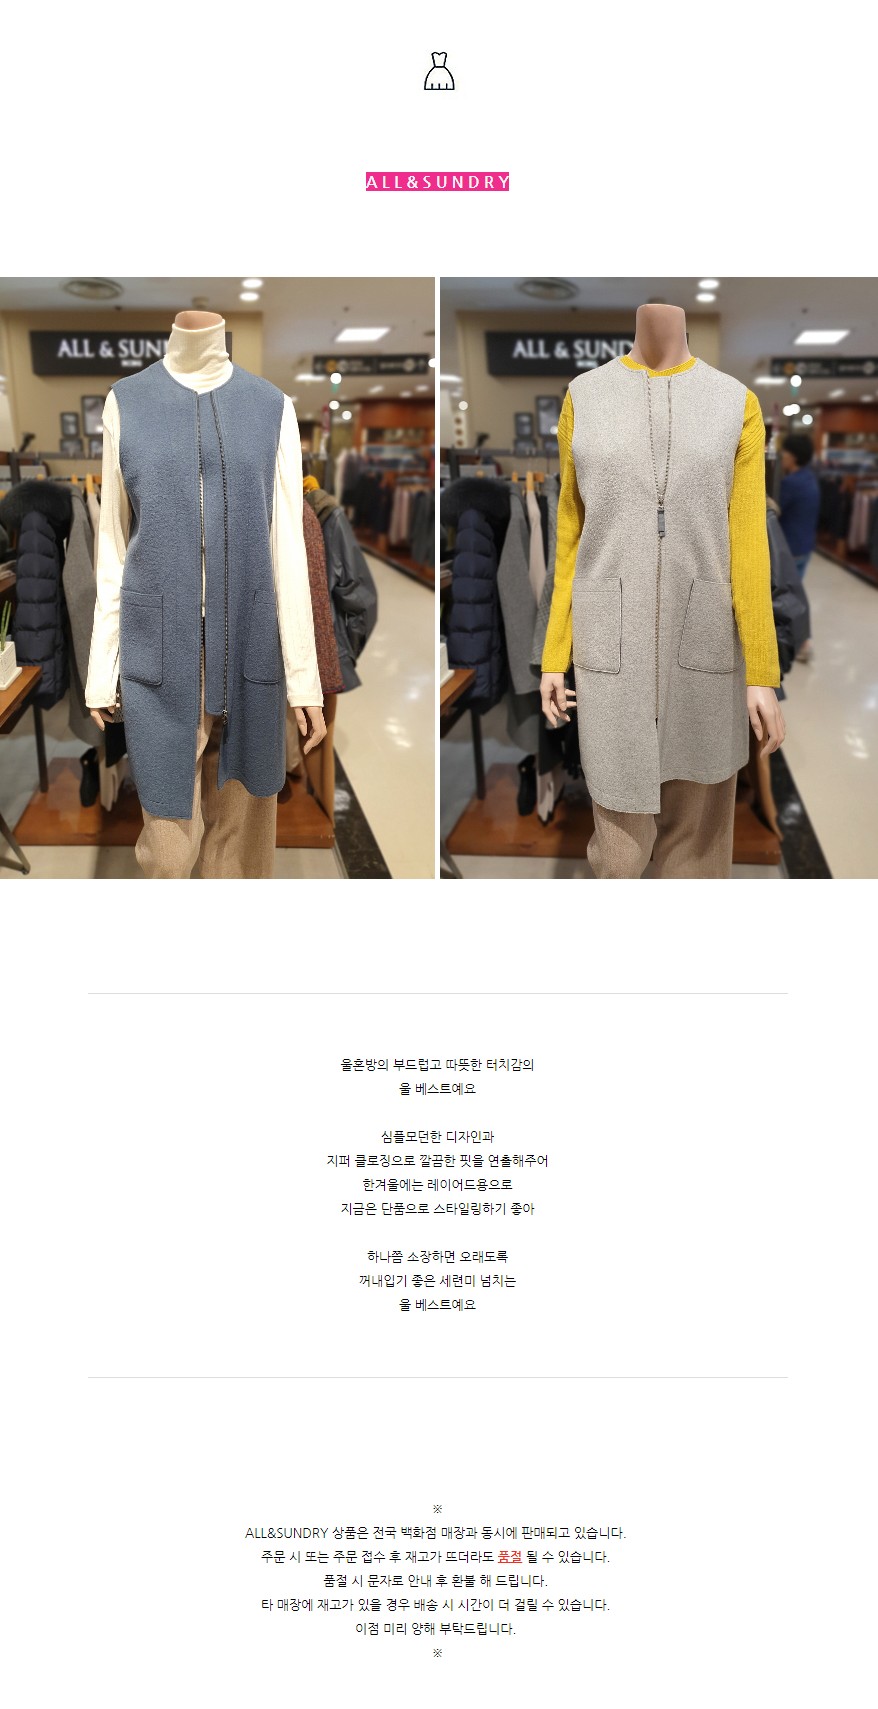 ALL&SUNDRY
ALL & SUN
ALL & SUND
울혼방의 부드럽고 따뜻한 터치감의
울 베스트예요
심플모던한 디자인과
지퍼 클로징으로 깔끔한 핏을 연출해주어
한겨울에는 레이어드용으로
지금은 단품으로 스타일링하기 좋아
하나쯤 소장하면 오래도록
꺼내입기 좋은 세련미 넘치는
울 베스트예요
※
ALL&SUNDRY 상품은 전국 백화점 매장과 동시에 판매되고 있습니다.
주문 시 또는 주문 접수 후 재고가 뜨더라도 품절 될 수 있습니다.
품절 시 문자로 안내 후 환불 해 드립니다.
타 매장에 재고가 있을 경우 배송 시 시간이 더 걸릴 수 있습니다.
이점 미리 양해 부탁드립니다.
※